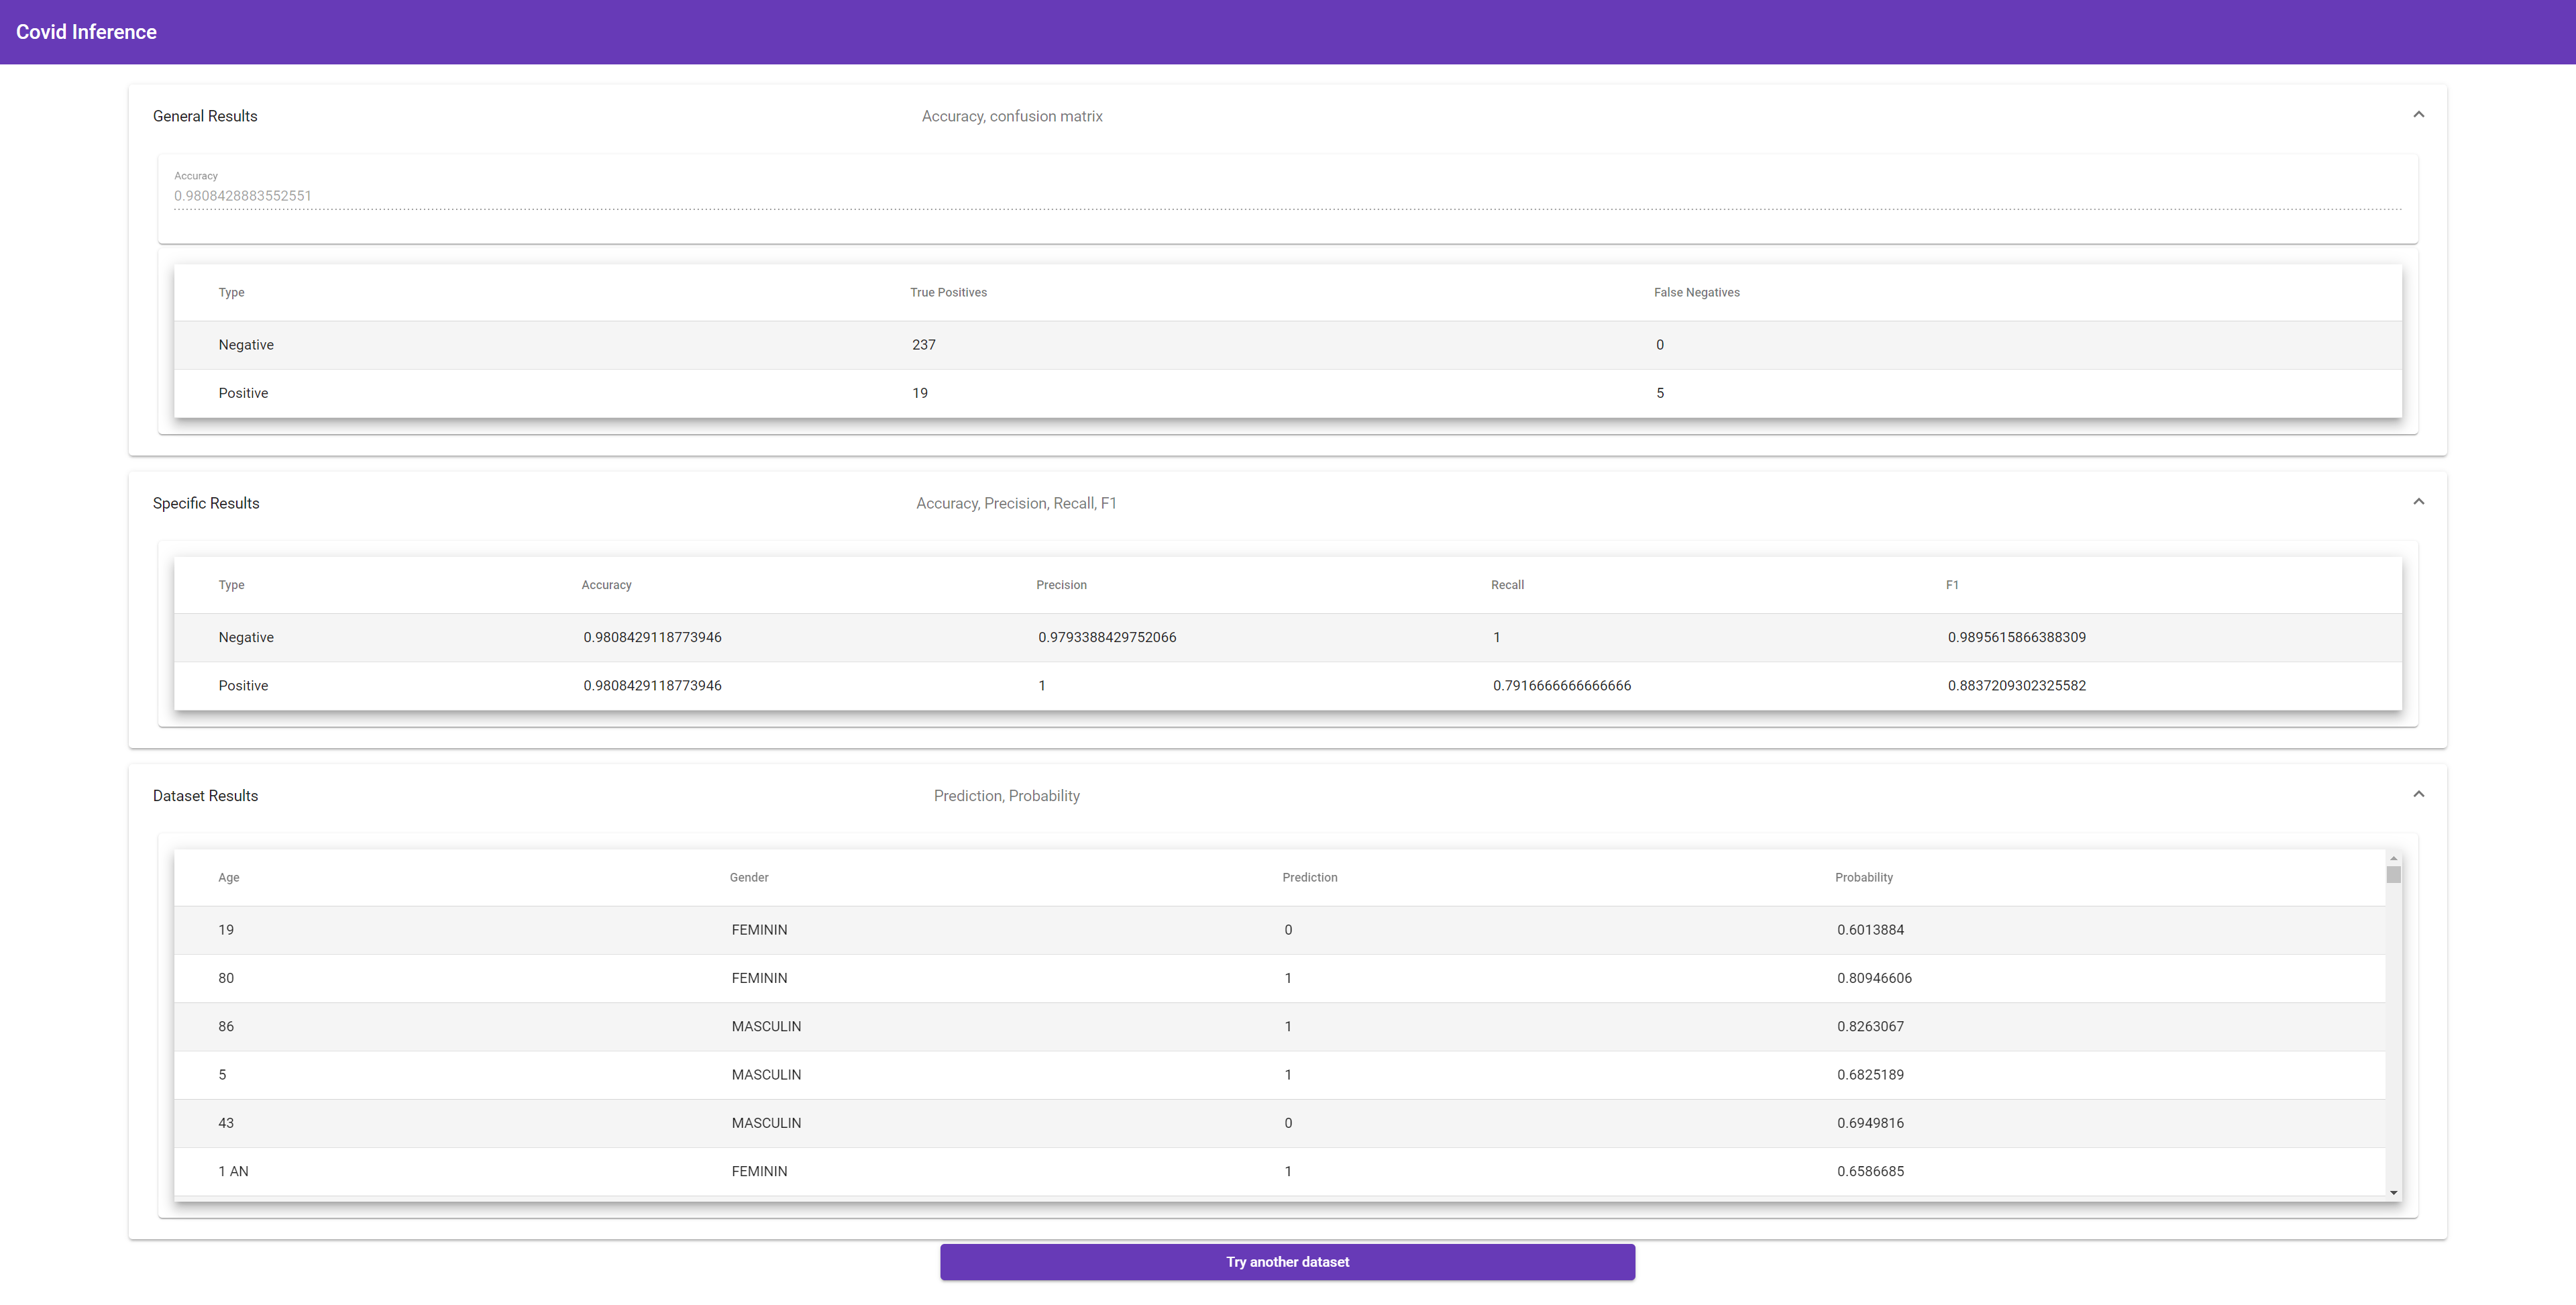 Covid Inference
General Results Accuracy, confusion matrix
Accuracy
0.9808428883552551
Type True Positives False Negatives
Negative 237 0
Positive 19 5
Specific Results Accuracy, Precision, Recall, F1
Type Accuracy Precision Recall F1
Negative 0.9808429118773946 0.9793388429752066 1 0.9895615866388309
Positive 0.9808429118773946 1 0.7916666666666666 0.8837209302325582
Dataset Results Prediction, Probability
Age Gender Prediction Probability
19 FEMININ 0 0.6013884
80 FEMININ 1 0.80946606
86 MASCULIN 1 0.8263067
5 MASCULIN 1 0.6825189
43 MASCULIN 0 0.6949816
1 AN FEMININ 1 0.6586685
Try another dataset